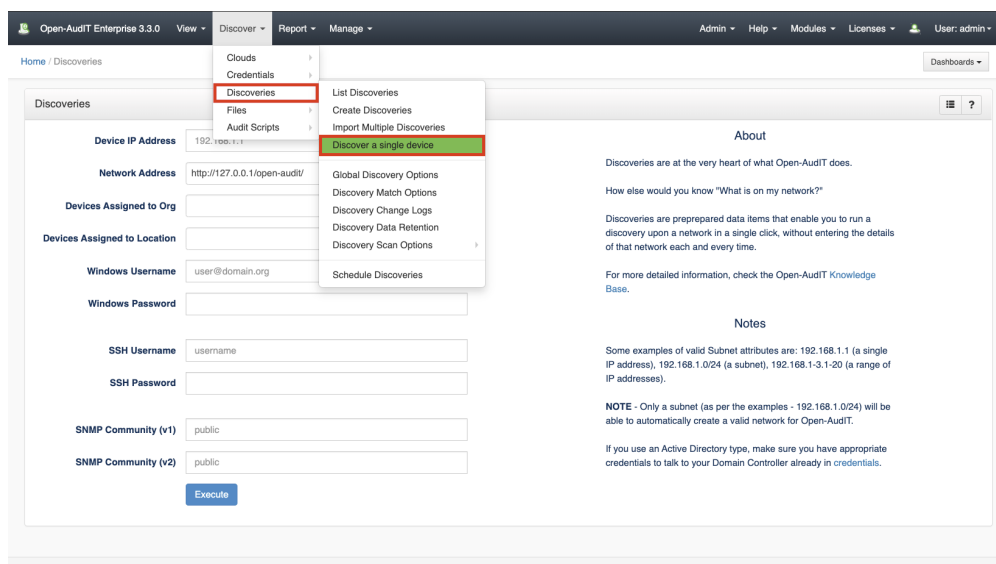 Open-AudIT Enterprise 3.3.0 View Discover Report Manage Admin Help Modules Licenses User: admin
Home / Discoveries Dashboards
Clouds
Credentials
Discoveries
Files
Audit Scripts
List Discoveries
Create Discoveries
Import Multiple Discoveries
Discover a single device
Global Discovery Options
Discovery Match Options
Discovery Change Logs
Discovery Data Retention
Discovery Scan Options
Schedule Discoveries
Discoveries ?
Device IP Address 192.168.1.1
Network Address http://127.0.0.1/open-audit/
Devices Assigned to Org
Devices Assigned to Location
Windows Username user@domain.org
Windows Password
SSH Username username
SSH Password
SNMP Community (v1) public
SNMP Community (v2) public
Execute
About
Discoveries are at the very heart of what Open-AudIT does.
How else would you know "What is on my network?"
Discoveries are preprepared data items that enable you to run a
discovery upon a network in a single click, without entering the details
of that network each and every time.
For more detailed information, check the Open-AudIT Knowledge
Base.
Notes
Some examples of valid Subnet attributes are: 192.168.1.1 (a single
IP address), 192.168.1.0/24 (a subnet), 192.168.1-3.1-20 (a range of
IP addresses).
NOTE - Only a subnet (as per the examples - 192.168.1.0/24) will be
able to automatically create a valid network for Open-AudIT.
If you use an Active Directory type, make sure you have appropriate
credentials to talk to your Domain Controller already in credentials.